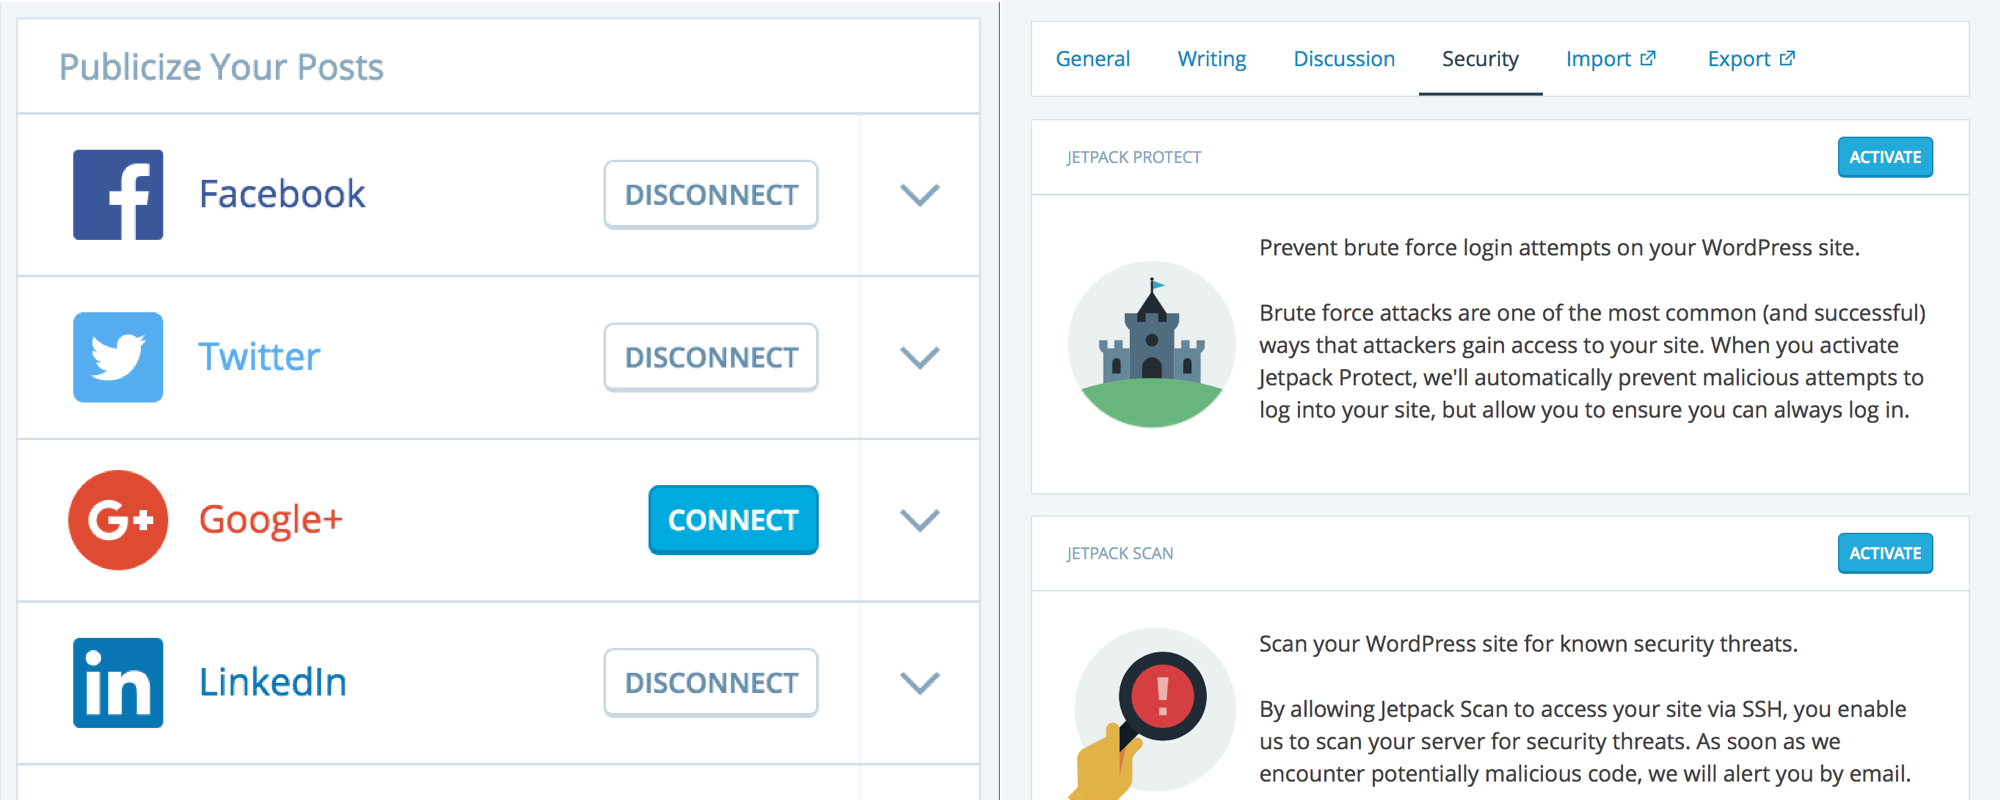 Publicize Your Posts
f
Facebook
DISCONNECT
Twitter
DISCONNECT
G+
Google+
CONNECT
in
LinkedIn
DISCONNECT
General Writing Discussion Security Import Export
JETPACK PROTECT
ACTIVATE
Prevent brute force login attempts on your WordPress site.
Brute force attacks are one of the most common (and successful)
ways that attackers gain access to your site. When you activate
Jetpack Protect, we'll automatically prevent malicious attempts to
log into your site, but allow you to ensure you can always log in.
JETPACK SCAN
ACTIVATE
!
Scan your WordPress site for known security threats.
By allowing Jetpack Scan to access your site via SSH, you enable
us to scan your server for security threats. As soon as we
encounter potentially malicious code, we will alert you by email.